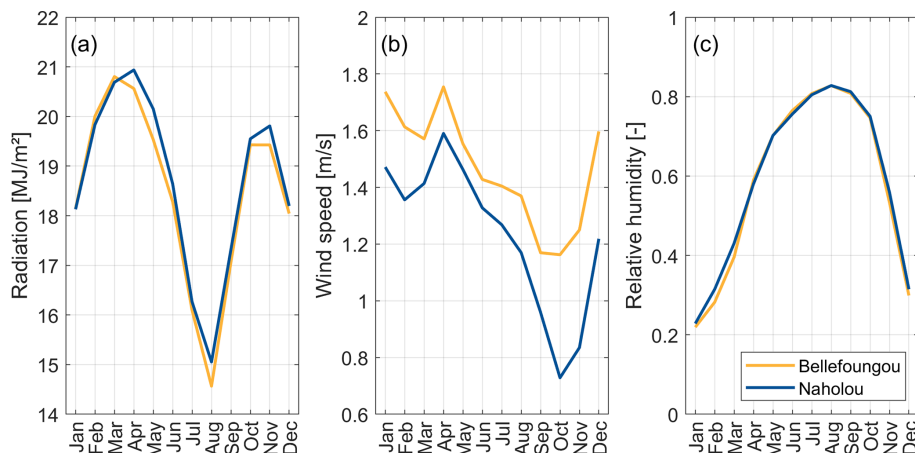 (a)
Radiation [MJ/m²]
22
21
20
19
18
17
16
15
14
Jan
Feb
Mar
Apr
May
Jun
Jul
Aug
Sep
Oct
Nov
Dec
(b)
Wind speed [m/s]
2
1.8
1.6
1.4
1.2
1
0.8
0.6
Jan
Feb
Mar
Apr
May
Jun
Jul
Aug
Sep
Oct
Nov
Dec
(c)
Relative humidity [-]
1
0.8
0.6
0.4
0.2
0
Jan
Feb
Mar
Apr
May
Jun
Jul
Aug
Sep
Oct
Nov
Dec
Bellefoungou
Naholou